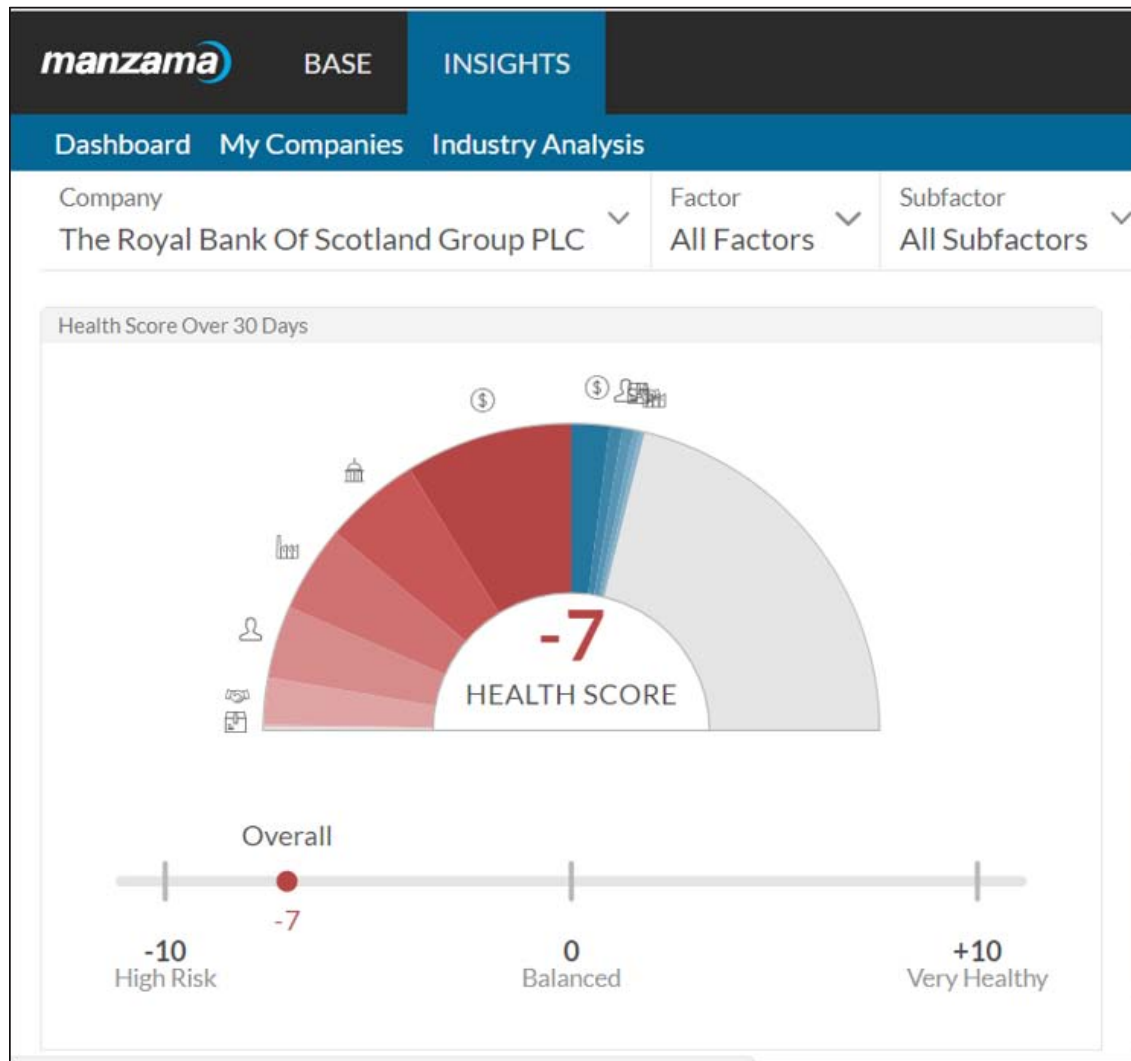 manzama BASE INSIGHTS
Dashboard My Companies Industry Analysis
Company Factor Subfactor
The Royal Bank Of Scotland Group PLC All Factors All Subfactors
Health Score Over 30 Days
$ $
-7
HEALTH SCORE
Overall
-7
-10 0 +10
High Risk Balanced Very Healthy